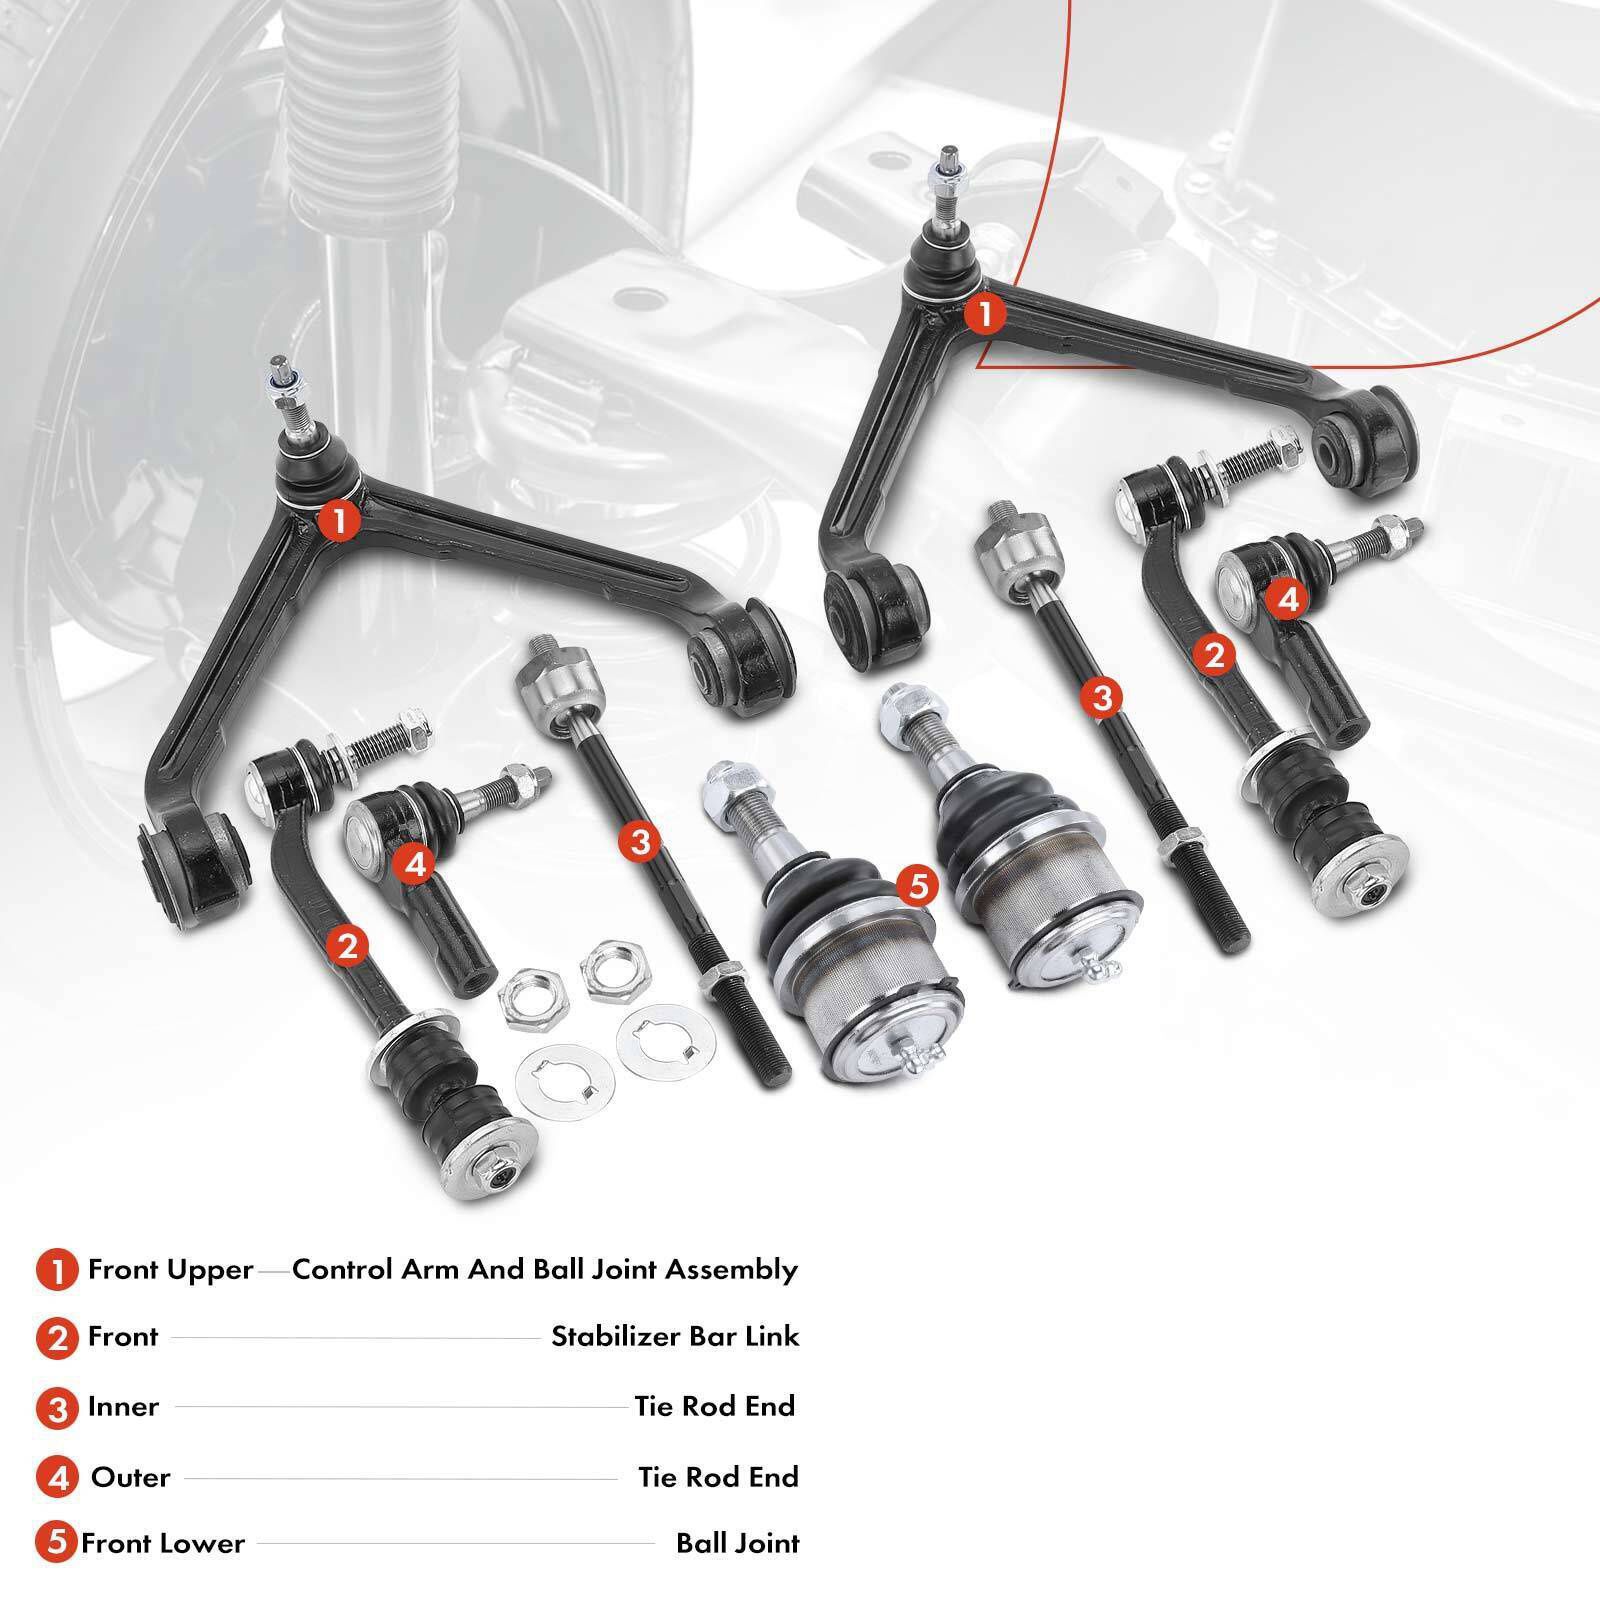 1
1
3
4
2
3
4
5
2
1 Front Upper Control Arm And Ball Joint Assembly
2 Front Stabilizer Bar Link
3 Inner Tie Rod End
4 Outer Tie Rod End
5 Front Lower Ball Joint